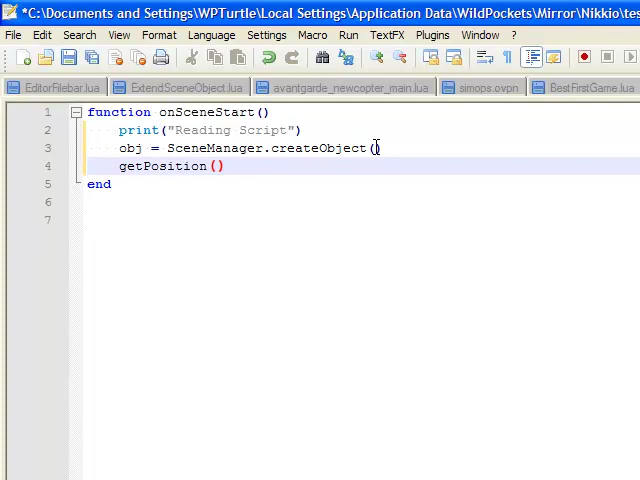 *C:\Documents and Settings\WPTurtle\Local Settings\Application Data\WildPockets\Mirror\Nikkio\tes
File Edit Search View Format Language Settings Macro Run TextFX Plugins Window ?
EditorFilebar.lua ExtendSceneObject.lua avantgarde_newcopter_main.lua simops.ovpn BestFirstGame.lua
1 function onSceneStart()
2 print("Reading Script")
3 obj = SceneManager.createObject()
4 getPosition()
5 end
6
7